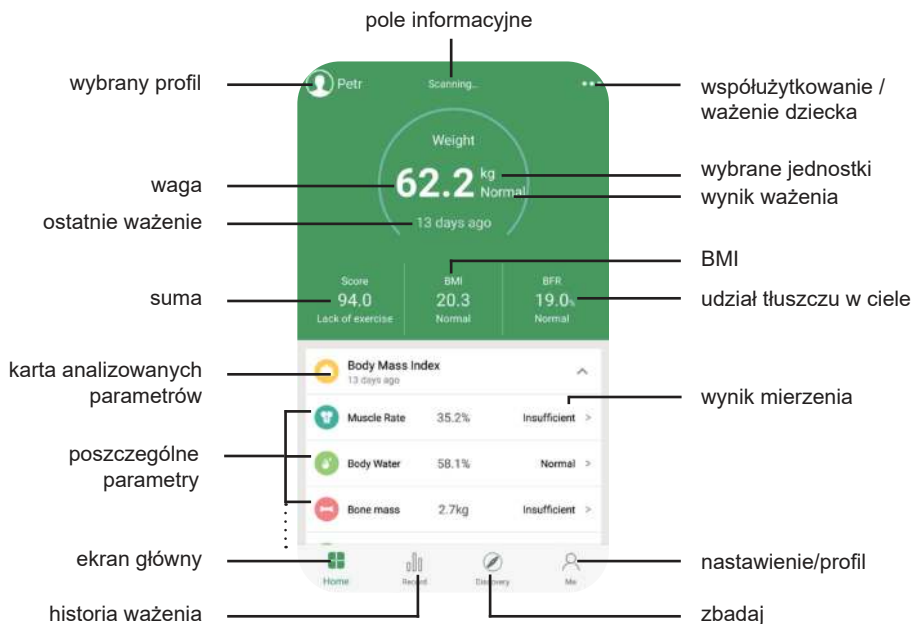 pole informacyjne
wybrany profil
Petr
Scanning...
współużytkowanie /
ważenie dziecka
Weight
62.2 kg
Normal
wybrane jednostki
wynik ważenia
waga
13 days ago
ostatnie ważenie
BMI
Score
BMI
BFR
suma
94.0
20.3
19.0%
udział tłuszczu w ciele
Lack of exercise
Normal
Normal
karta analizowanych
parametrów
Body Mass Index
13 days ago
wynik mierzenia
Muscle Rate 35.2% Insufficient >
poszczególne
parametry
Body Water 58.1% Normal >
Bone mass 2.7kg Insufficient >
ekran główny
nastawienie/profil
Home
Record
Discovery
Me
historia ważenia
zbadaj